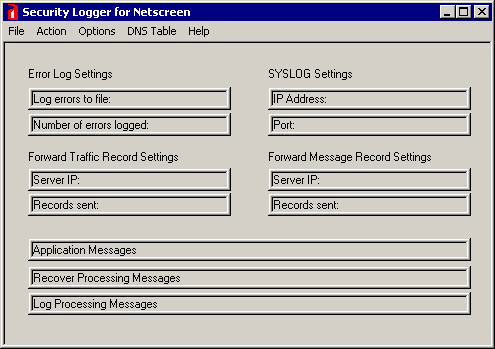 Security Logger for Netscreen
File Action Options DNS Table Help
Error Log Settings
Log errors to file:
Number of errors logged:
SYSLOG Settings
IP Address:
Port:
Forward Traffic Record Settings
Server IP:
Records sent:
Forward Message Record Settings
Server IP:
Records sent:
Application Messages
Recover Processing Messages
Log Processing Messages